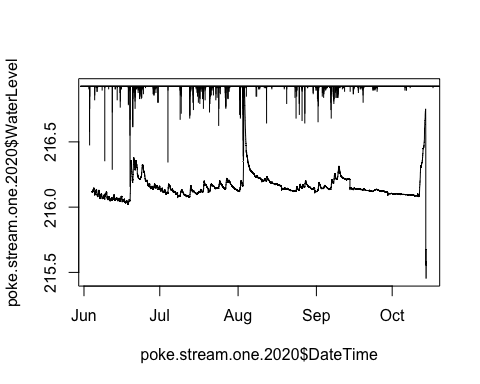 poke.stream.one.2020$WaterLevel
216.5
216.0
215.5
Jun Jul Aug Sep Oct
poke.stream.one.2020$DateTime